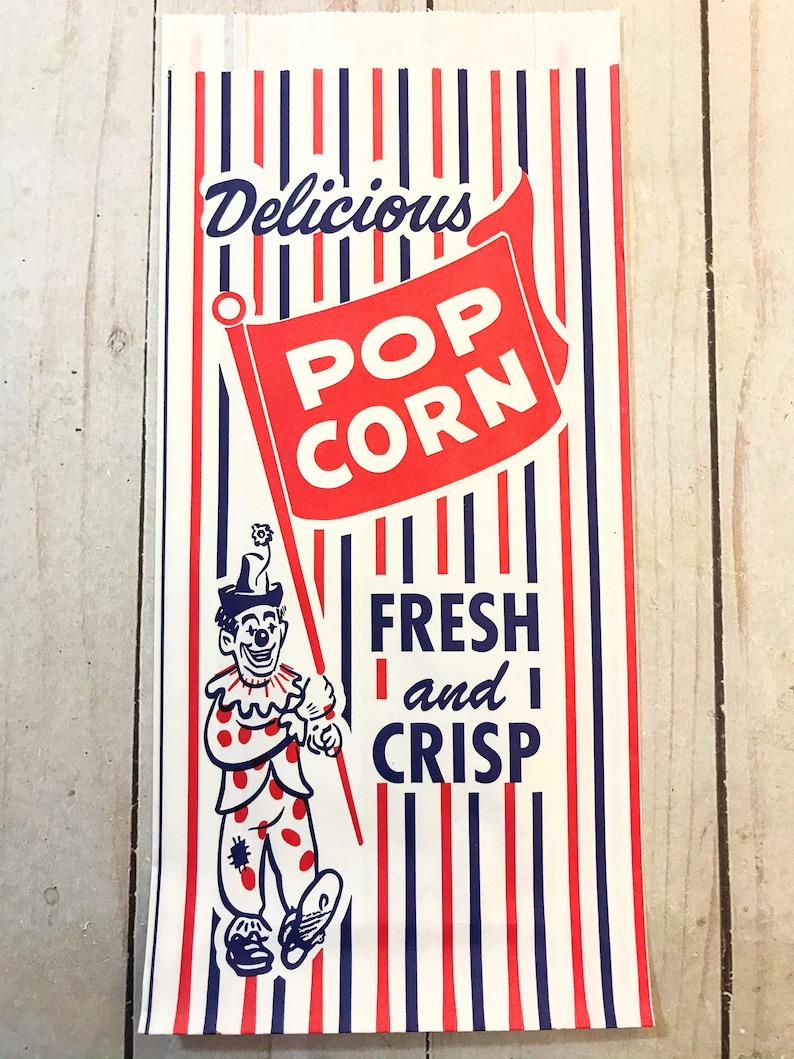 Delicious
POP
CORN
FRESH
and
CRISP